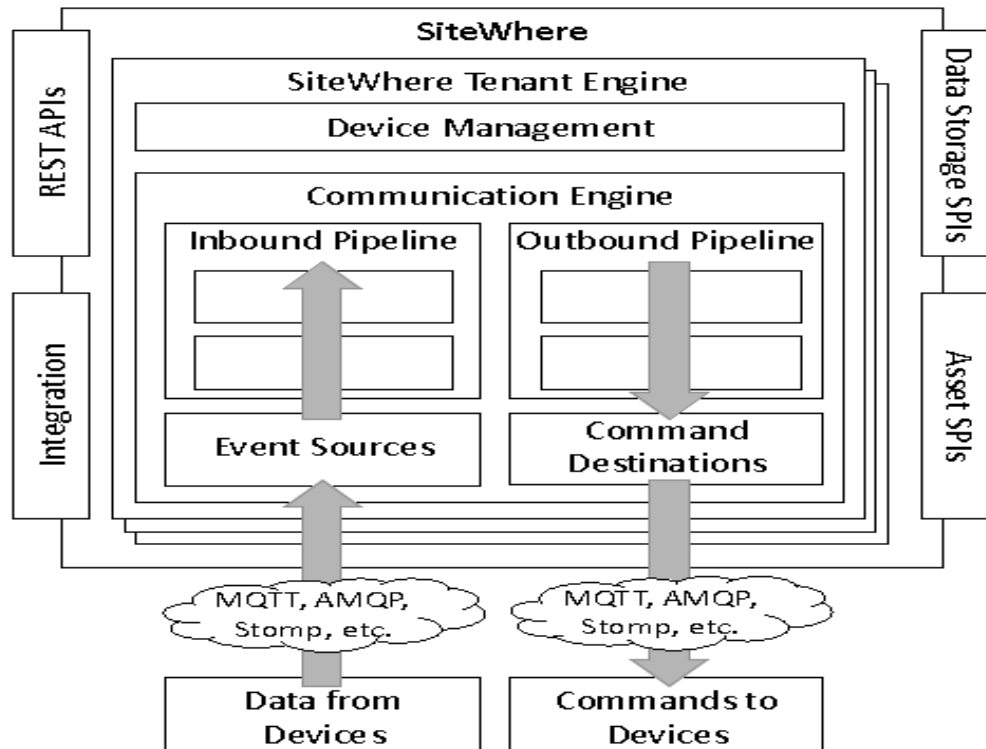 SiteWhere
SiteWhere Tenant Engine
Device Management
Communication Engine
Inbound Pipeline
Outbound Pipeline
Event Sources
Command
Destinations
REST APIs
Integration
Data Storage SPIs
Asset SPIs
MQTT, AMQP,
Stomp, etc.
MQTT, AMQP,
Stomp, etc.
Data from
Devices
Commands to
Devices